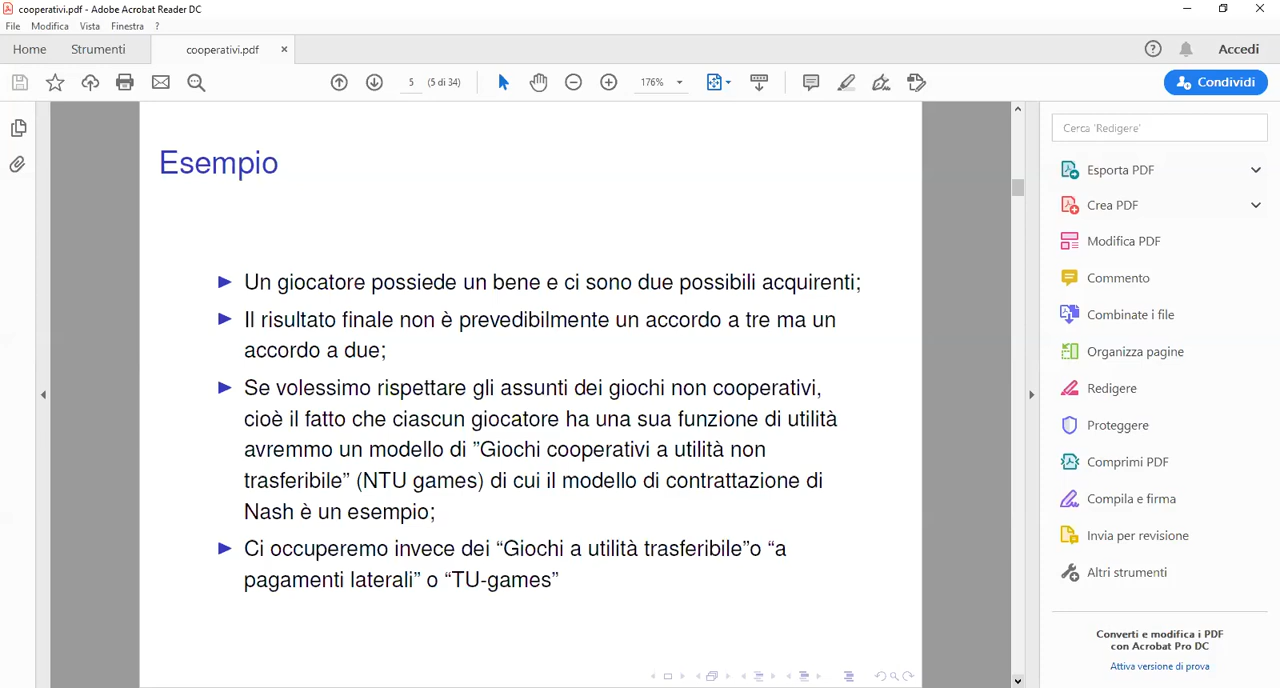 cooperativi.pdf - Adobe Acrobat Reader DC
File Modifica Vista Finestra ?
Home Strumenti cooperativi.pdf × Accedi
5 (5 di 34) 176% Condividi
Cerca 'Redigere'
Esporta PDF
Crea PDF
Modifica PDF
Commento
Combinate i file
Organizza pagine
Redigere
Proteggere
Comprimi PDF
Compila e firma
Invia per revisione
Altri strumenti
Converti e modifica i PDF
con Acrobat Pro DC
Attiva versione di prova
Esempio
Un giocatore possiede un bene e ci sono due possibili acquirenti;
Il risultato finale non è prevedibilmente un accordo a tre ma un
accordo a due;
Se volessimo rispettare gli assunti dei giochi non cooperativi,
cioè il fatto che ciascun giocatore ha una sua funzione di utilità
avremmo un modello di ”Giochi cooperativi a utilità non
trasferibile” (NTU games) di cui il modello di contrattazione di
Nash è un esempio;
Ci occuperemo invece dei “Giochi a utilità trasferibile”o “a
pagamenti laterali” o “TU-games”